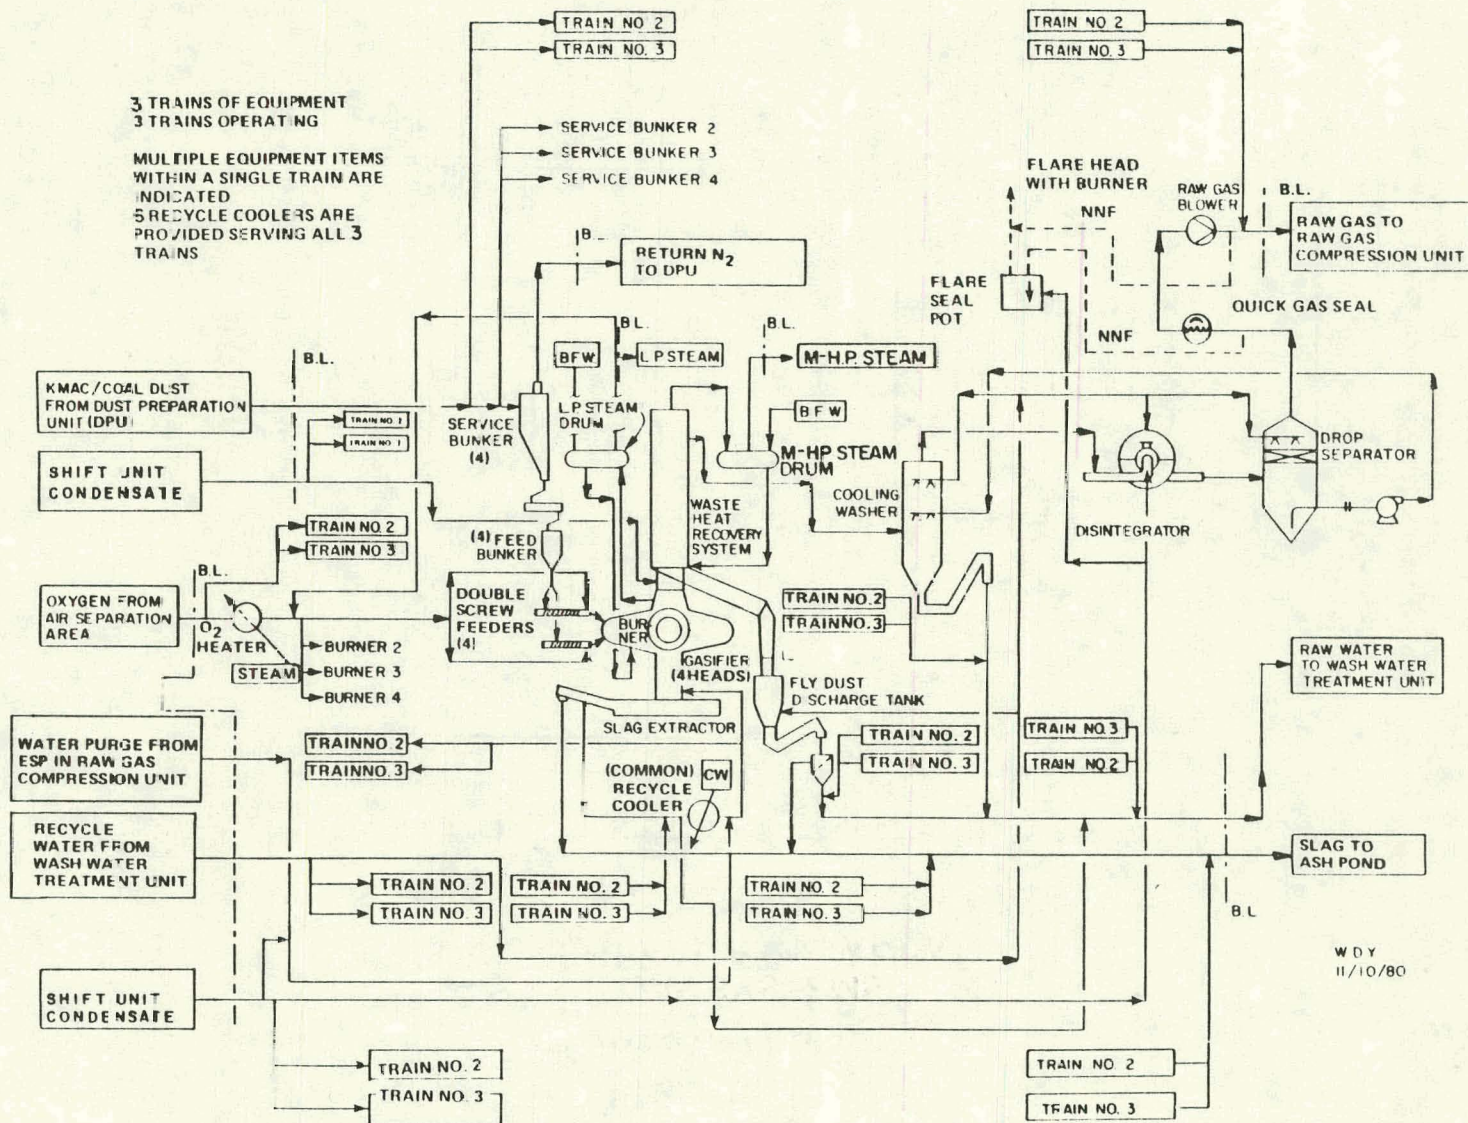 TRAIN NO. 2
TRAIN NO. 3
TRAIN NO. 2
TRAIN NO. 3
3 TRAINS OF EQUIPMENT
3 TRAINS OPERATING
MULTIPLE EQUIPMENT ITEMS
WITHIN A SINGLE TRAIN ARE
INDICATED
5 RECYCLE COOLERS ARE
PROVIDED SERVING ALL 3
TRAINS
SERVICE BUNKER 2
SERVICE BUNKER 3
SERVICE BUNKER 4
B.
RETURN N2
TO DPU
FLARE HEAD
WITH BURNER
NNF
RAW GAS
BLOWER
B.L.
RAW GAS TO
RAW GAS
COMPRESSION UNIT
FLARE
SEAL
POT
QUICK GAS SEAL
NNF
B.L.
KMAC/COAL DUST
FROM DUST PREPARATION
UNIT (DPU)
TRAIN NO. 1
TRAIN NO. 1
SERVICE
BUNKER
(4)
BFW
B.L.
L P STEAM
L.P. STEAM
DRUM
B.L.
M-H.P. STEAM
B F W
M-HP STEAM
DRUM
COOLING
WASHER
DISINTEGRATOR
DROP
SEPARATOR
SHIFT UNIT
CONDENSATE
TRAIN NO. 2
TRAIN NO 3
(4) FEED
BUNKER
WASTE
HEAT
RECOVERY
SYSTEM
B.L.
OXYGEN FROM
AIR SEPARATION
AREA
O2
HEATER
STEAM
BURNER 2
BURNER 3
BURNER 4
DOUBLE
SCREW
FEEDERS
(4)
BUR
NER
GASIFIER
(4 HEADS)
SLAG EXTRACTOR
FLY DUST
D SCHARGE TANK
TRAIN NO. 2
TRAIN NO. 3
RAW WATER
TO WASH WATER
TREATMENT UNIT
WATER PURGE FROM
ESP IN RAW GAS
COMPRESSION UNIT
TRAIN NO. 2
TRAIN NO. 3
(COMMON)
RECYCLE
COOLER
CW
TRAIN NO. 2
TRAIN NO. 3
TRAIN NO. 3
TRAIN NO. 2
RECYCLE
WATER FROM
WASH WATER
TREATMENT UNIT
TRAIN NO. 2
TRAIN NO. 3
TRAIN NO. 2
TRAIN NO. 3
TRAIN NO. 2
TRAIN NO. 3
SLAG TO
ASH POND
B.L
SHIFT UNIT
CONDENSATE
W D Y
11/10/80
TRAIN NO. 2
TRAIN NO. 3
TRAIN NO. 2
TRAIN NO. 3